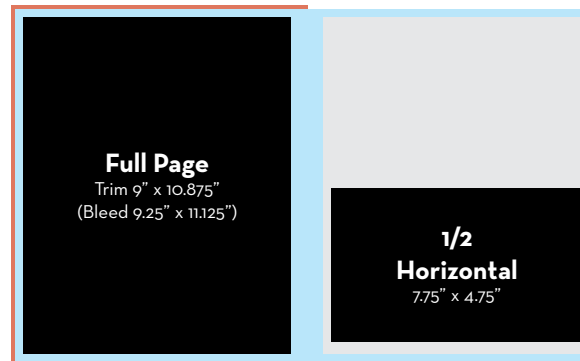 Full Page
Trim 9” x 10.875”
(Bleed 9.25” x 11.125”)
1/2
Horizontal
7.75” x 4.75”